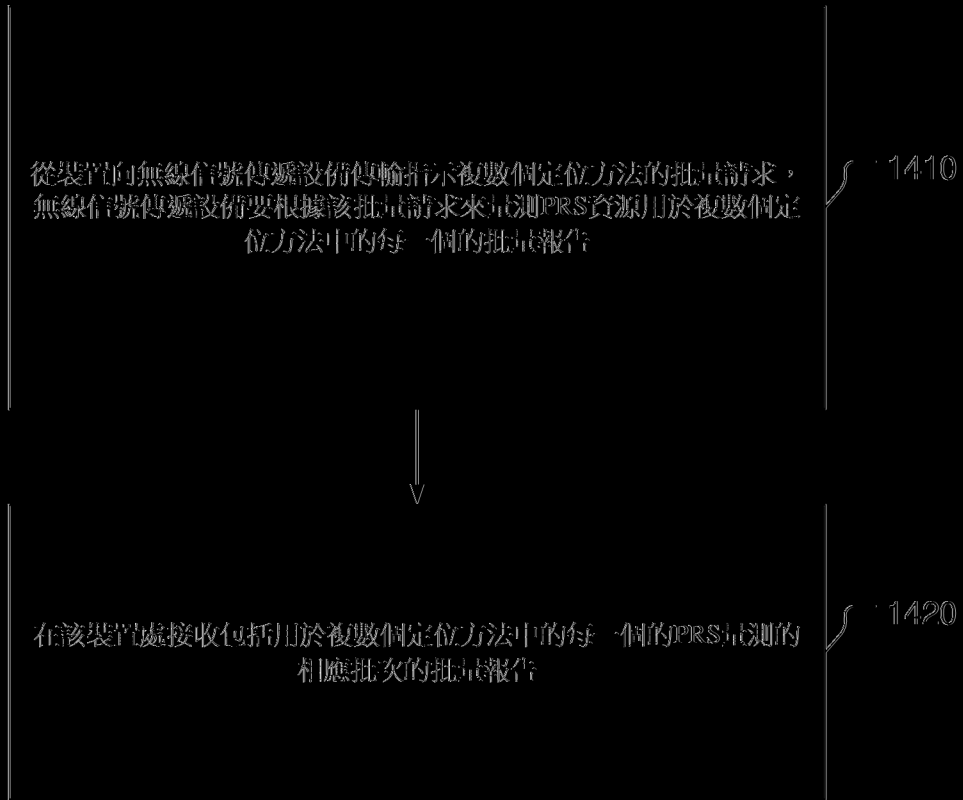 從裝置向無線信號傳遞設備傳輸指示複數個定位方法的批量請求，
無線信號傳遞設備要根據該批量請求來量測PRS資源用於複數個定
位方法中的每一個的批量報告
1410
在該裝置處接收包括用於複數個定位方法中的每一個的PRS量測的
相應批次的批量報告
1420